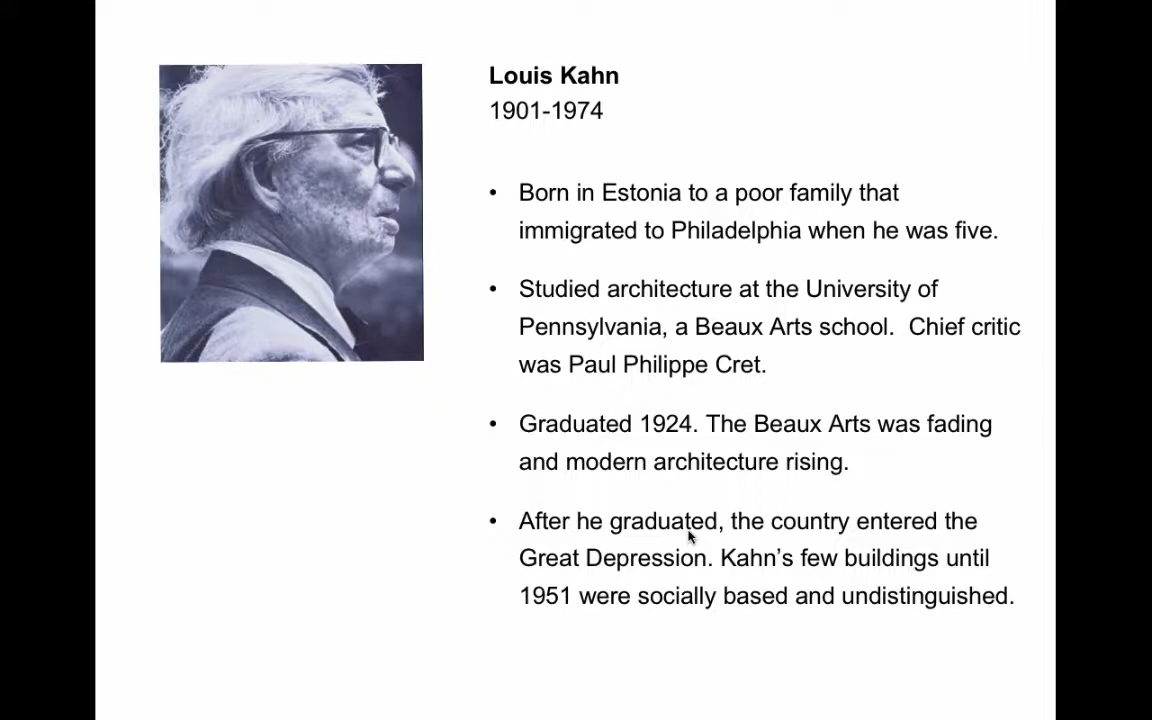 Louis Kahn
1901-1974
• Born in Estonia to a poor family that
immigrated to Philadelphia when he was five.
• Studied architecture at the University of
Pennsylvania, a Beaux Arts school.  Chief critic
was Paul Philippe Cret.
• Graduated 1924. The Beaux Arts was fading
and modern architecture rising.
• After he graduated, the country entered the
Great Depression. Kahn’s few buildings until
1951 were socially based and undistinguished.